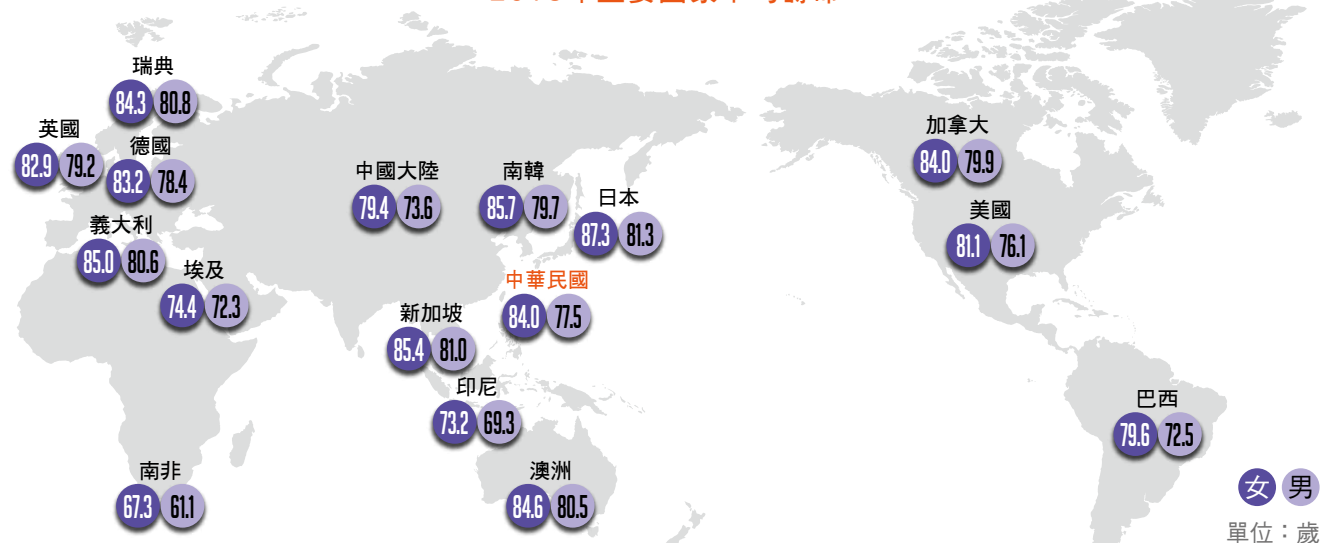 瑞典
84.3 80.8
英國
82.9 79.2
德國
83.2 78.4
義大利
85.0 80.6
埃及
74.4 72.3
南非
67.3 61.1
中國大陸
79.4 73.6
南韓
85.7 79.7
日本
87.3 81.3
中華民國
84.0 77.5
新加坡
85.4 81.0
印尼
73.2 69.3
澳洲
84.6 80.5
加拿大
84.0 79.9
美國
81.1 76.1
巴西
79.6 72.5
女 男
單位：歲